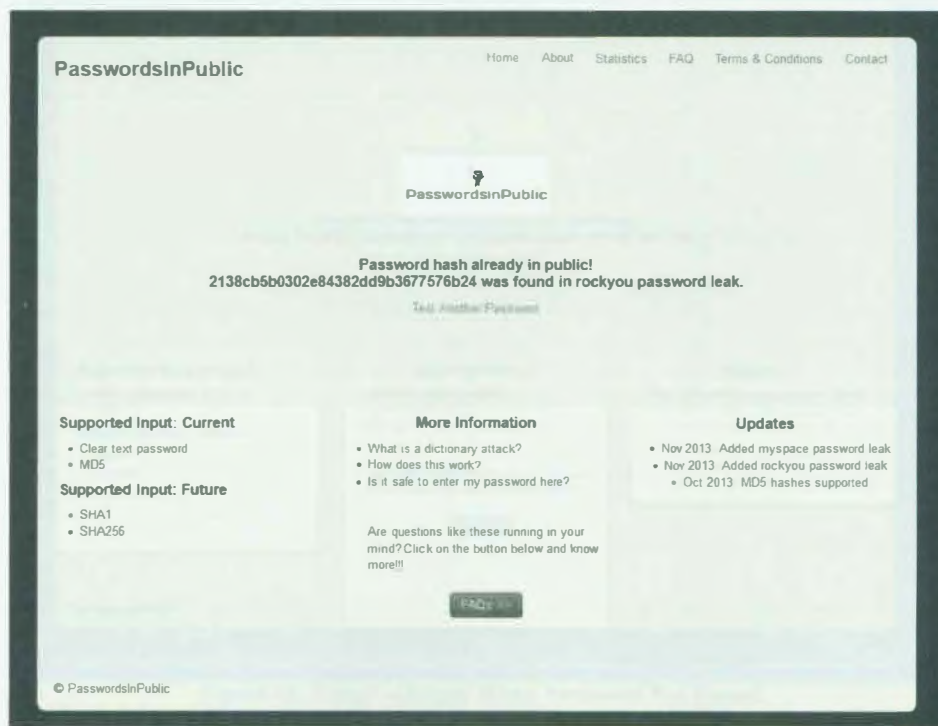 PasswordsInPublic
Home About Statistics FAQ Terms & Conditions Contact
PasswordsInPublic
Password hash already in public!
2138cb5b0302e84382dd9b3677576b24 was found in rockyou password leak.
Test Another Password
Supported Input: Current
• Clear text password
• MD5
Supported Input: Future
• SHA1
• SHA256
More Information
• What is a dictionary attack?
• How does this work?
• Is it safe to enter my password here?
Are questions like these running in your
mind? Click on the button below and know
more!!!
FAQs >>
Updates
• Nov 2013 Added myspace password leak
• Nov 2013 Added rockyou password leak
• Oct 2013 MD5 hashes supported
© PasswordsInPublic